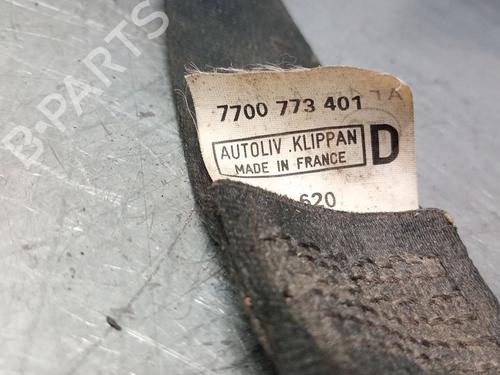 B-PARTS
7700 773 401
AUTOLIV .KLIPPAN
MADE IN FRANCE
D
620